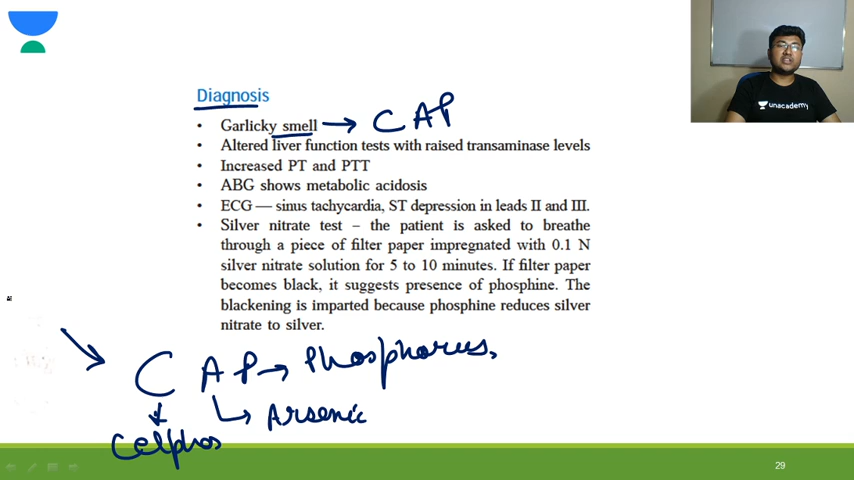 Diagnosis
• Garlicky smell → CAP
• Altered liver function tests with raised transaminase levels
• Increased PT and PTT
• ABG shows metabolic acidosis
• ECG — sinus tachycardia, ST depression in leads II and III.
• Silver nitrate test – the patient is asked to breathe
through a piece of filter paper impregnated with 0.1 N
silver nitrate solution for 5 to 10 minutes. If filter paper
becomes black, it suggests presence of phosphine. The
blackening is imparted because phosphine reduces silver
nitrate to silver.
CAP → Phosphorus,
Arsenic
Celphos
unacademy
29